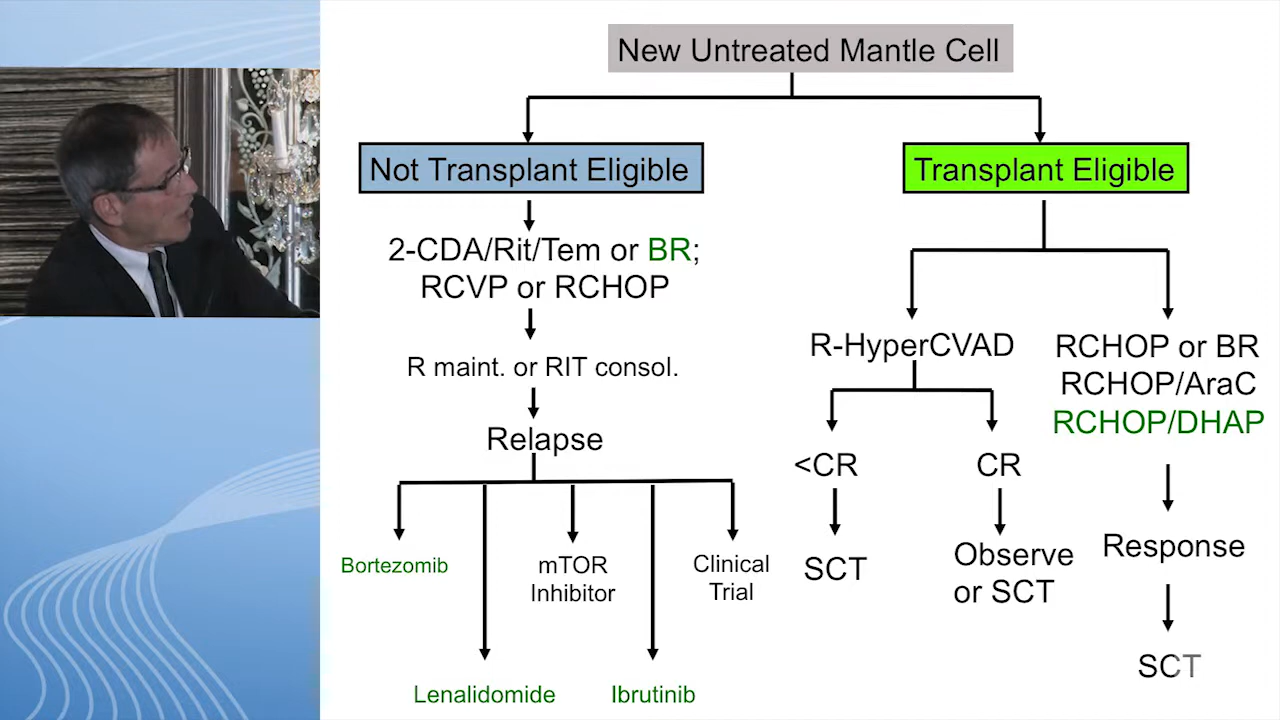 New Untreated Mantle Cell
Not Transplant Eligible
Transplant Eligible
2-CDA/Rit/Tem or BR;
RCVP or RCHOP
R maint. or RIT consol.
Relapse
Bortezomib
Lenalidomide
mTOR
Inhibitor
Ibrutinib
Clinical
Trial
R-HyperCVAD
<CR
SCT
CR
Observe
or SCT
RCHOP or BR
RCHOP/AraC
RCHOP/DHAP
Response
SCT